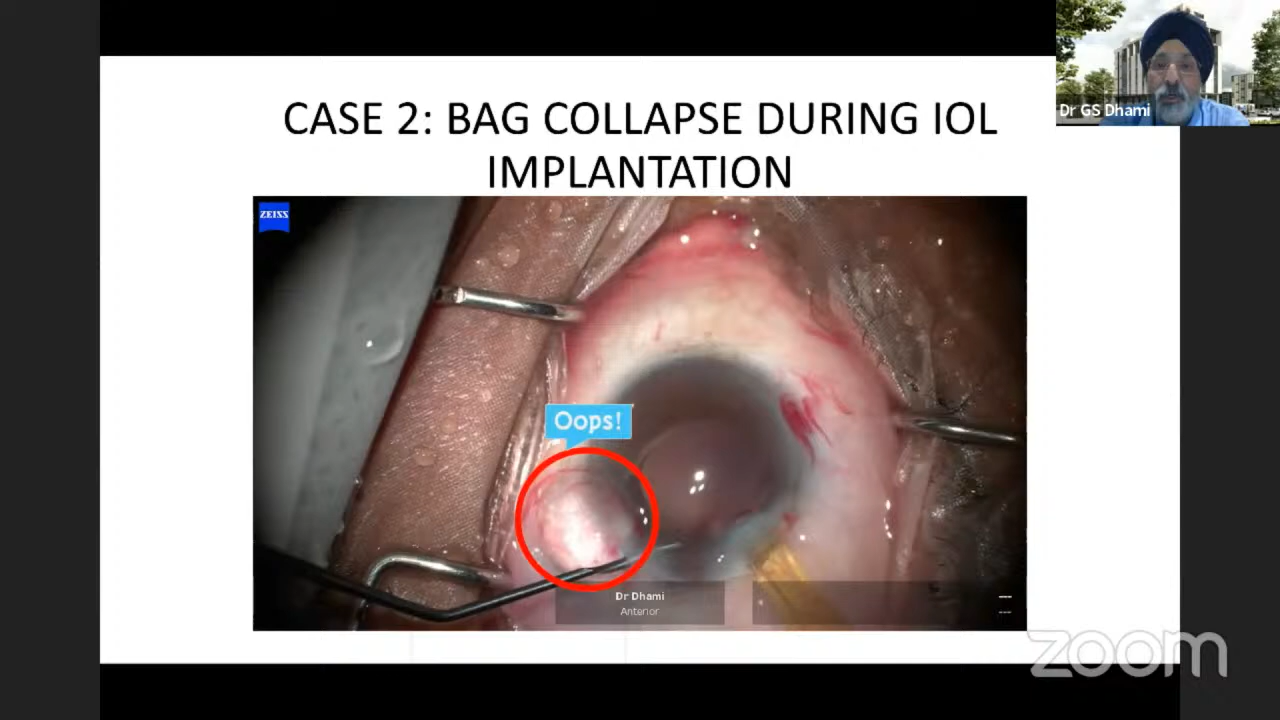 Dr GS Dhami
CASE 2: BAG COLLAPSE DURING IOL
IMPLANTATION
ZEISS
Oops!
Dr Dhami
Anterior
zoom